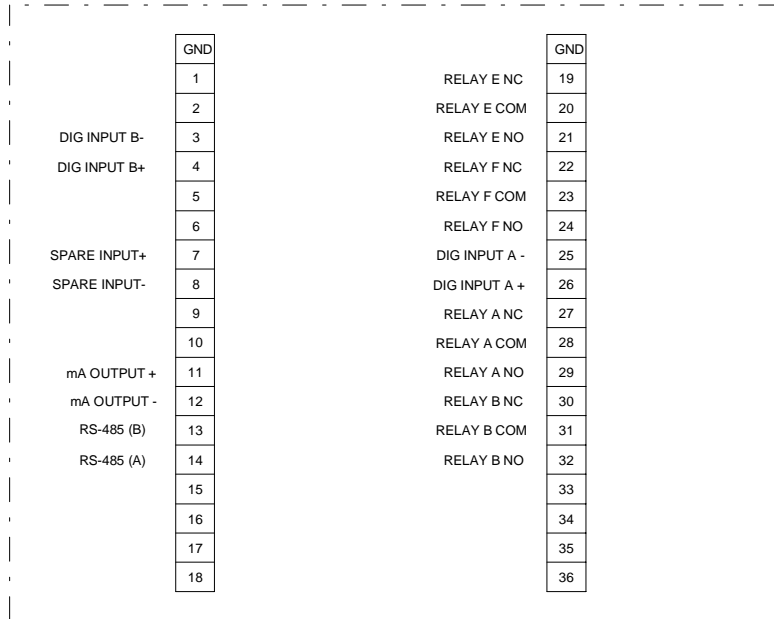 GND
1
2
DIG INPUT B- 3
DIG INPUT B+ 4
5
6
SPARE INPUT+ 7
SPARE INPUT- 8
9
10
mA OUTPUT + 11
mA OUTPUT - 12
RS-485 (B) 13
RS-485 (A) 14
15
16
17
18
GND
RELAY E NC 19
RELAY E COM 20
RELAY E NO 21
RELAY F NC 22
RELAY F COM 23
RELAY F NO 24
DIG INPUT A - 25
DIG INPUT A + 26
RELAY A NC 27
RELAY A COM 28
RELAY A NO 29
RELAY B NC 30
RELAY B COM 31
RELAY B NO 32
33
34
35
36